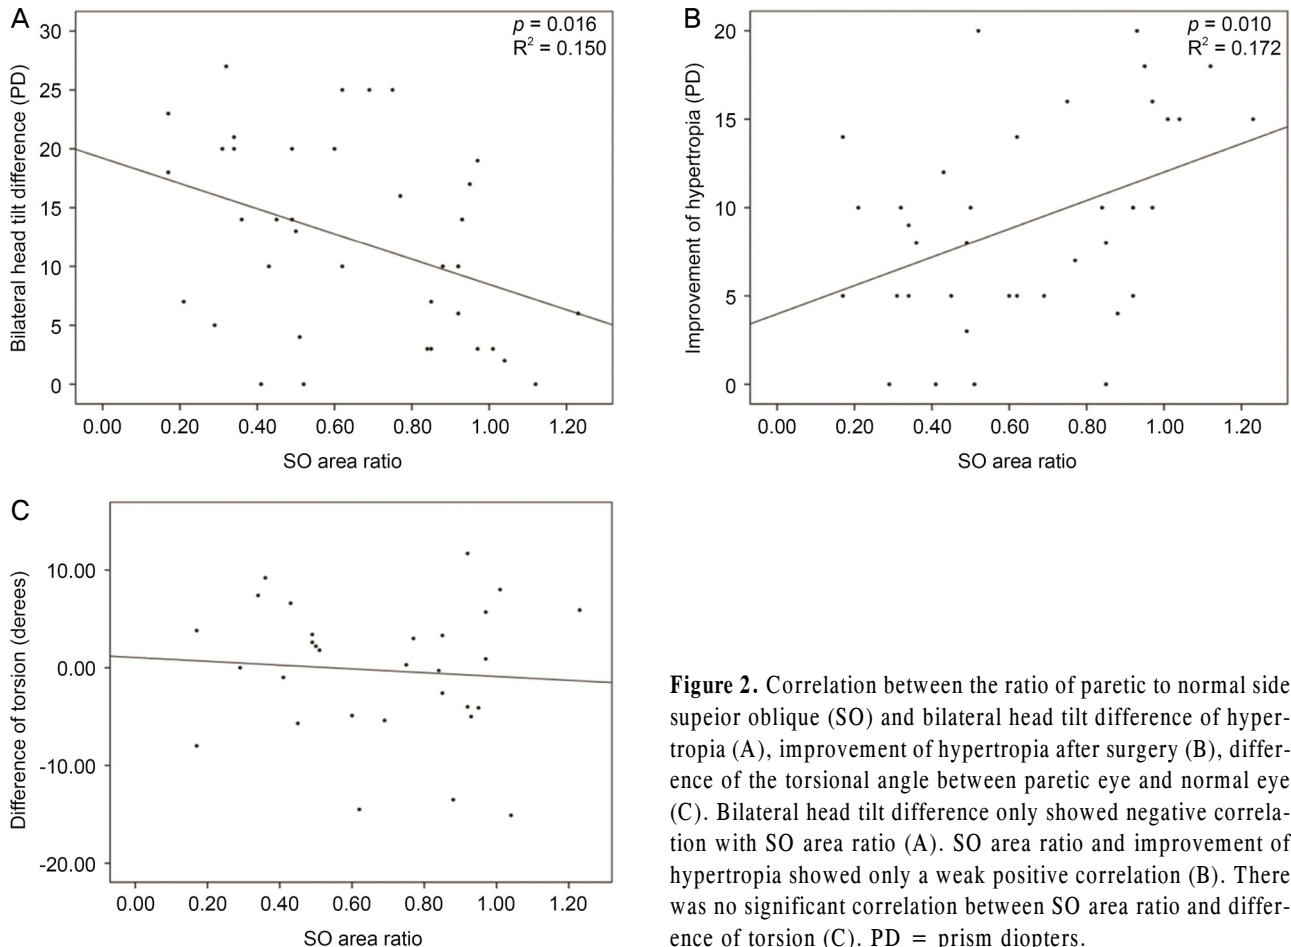 A
p = 0.016
R² = 0.150
Bilateral head tilt difference (PD)
30
25
20
15
10
5
0
0.00 0.20 0.40 0.60 0.80 1.00 1.20
SO area ratio
B
p = 0.010
R² = 0.172
Improvement of hypertropia (PD)
20
15
10
5
0
0.00 0.20 0.40 0.60 0.80 1.00 1.20
SO area ratio
C
Difference of torsion (derees)
10.00
0.00
-10.00
-20.00
0.00 0.20 0.40 0.60 0.80 1.00 1.20
SO area ratio
Figure 2. Correlation between the ratio of paretic to normal side
supeior oblique (SO) and bilateral head tilt difference of hyper-
tropia (A), improvement of hypertropia after surgery (B), differ-
ence of the torsional angle between paretic eye and normal eye
(C). Bilateral head tilt difference only showed negative correla-
tion with SO area ratio (A). SO area ratio and improvement of
hypertropia showed only a weak positive correlation (B). There
was no significant correlation between SO area ratio and differ-
ence of torsion (C). PD = prism diopters.